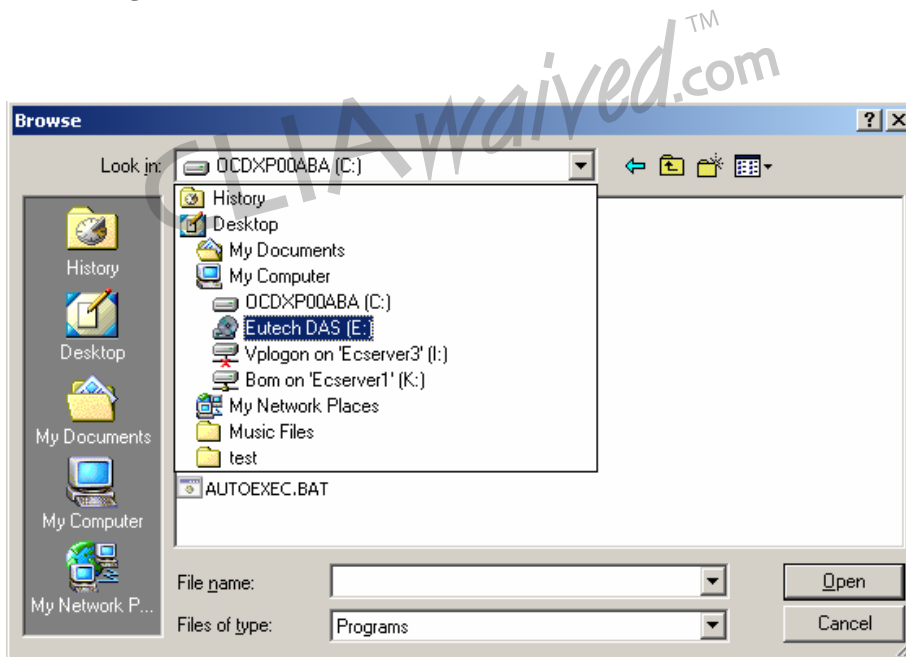 CLIAwaived.com™
Browse
Look in: OCDXP00ABA (C:)
History
Desktop
My Documents
My Computer
OCDXP00ABA (C:)
Eutech DAS (E:)
Vplogon on 'Ecserver3' (I:)
Bom on 'Ecserver1' (K:)
My Network Places
Music Files
test
AUTOEXEC.BAT
History
Desktop
My Documents
My Computer
My Network P...
File name:
Open
Files of type: Programs
Cancel